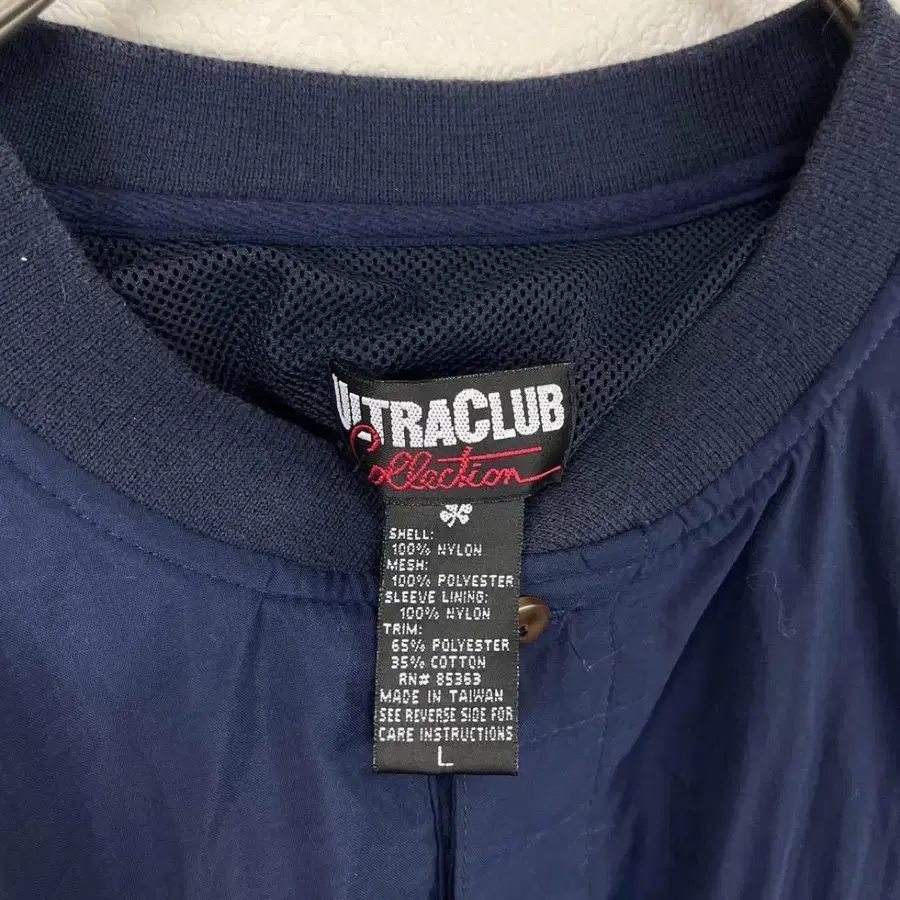 ULTRACLUB
Collection
SHELL:
100% NYLON
MESH:
100% POLYESTER
SLEEVE LINING:
100% NYLON
TRIM:
65% POLYESTER
35% COTTON
RN# 85363
MADE IN TAIWAN
SEE REVERSE SIDE FOR
CARE INSTRUCTIONS
L